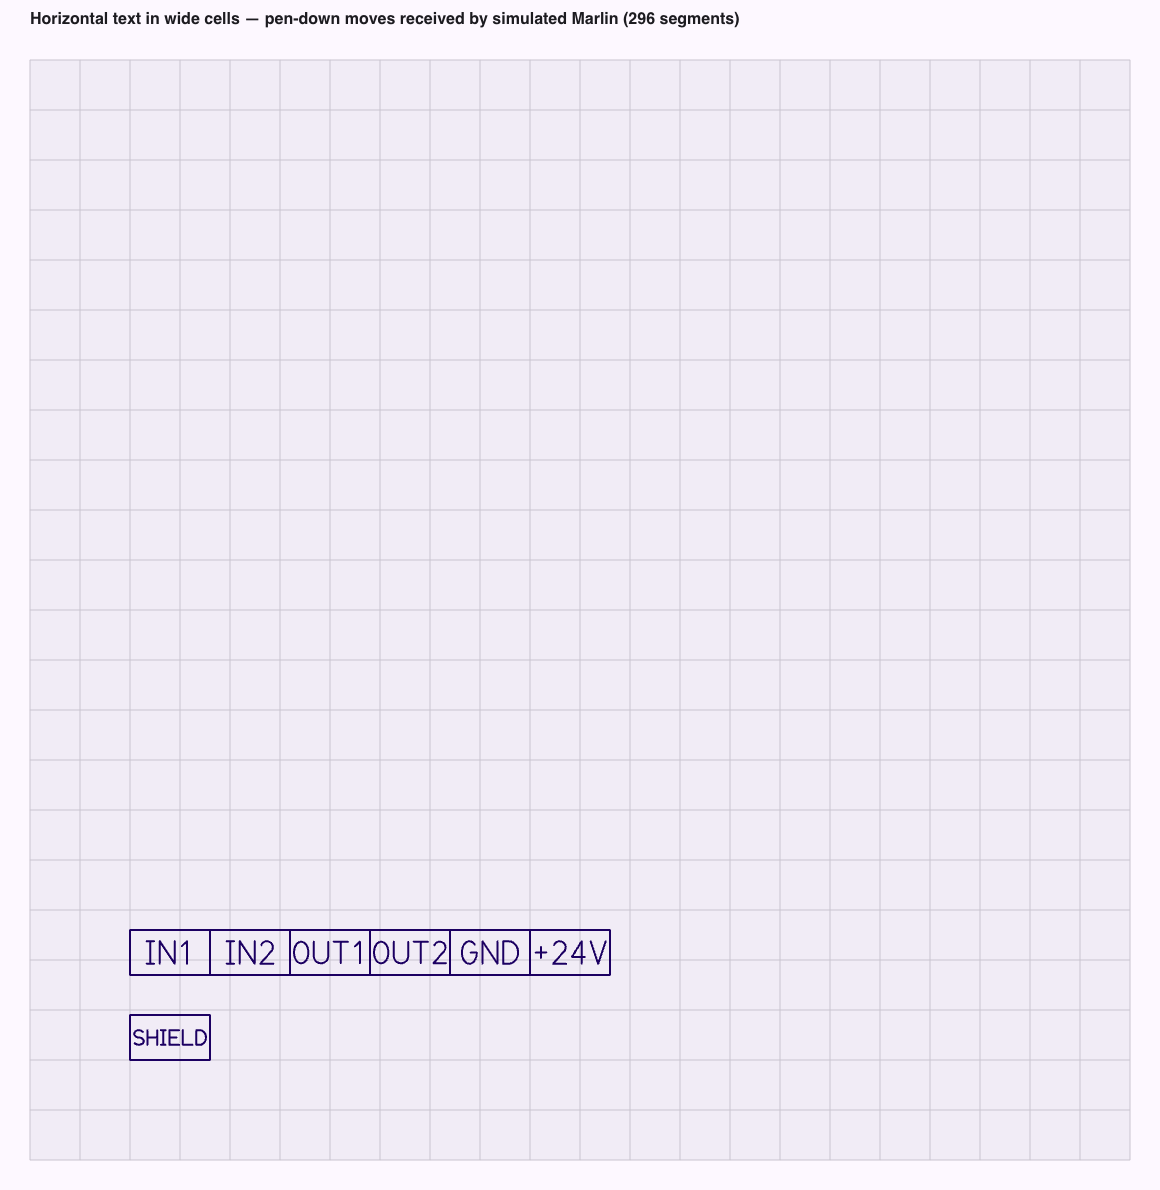 Horizontal text in wide cells — pen-down moves received by simulated Marlin (296 segments)
IN1 IN2 OUT1 OUT2 GND +24V
SHIELD